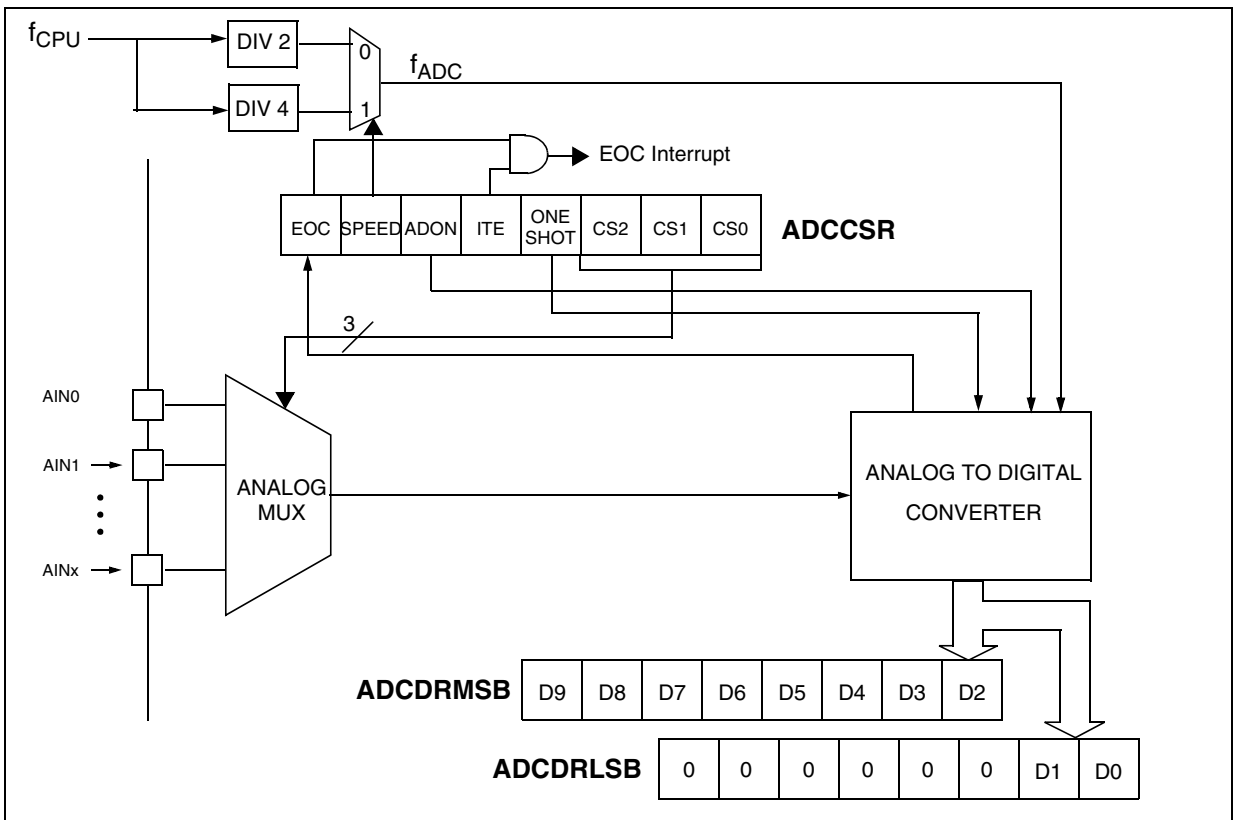 fCPU
DIV 2
0
fADC
DIV 4
1
EOC Interrupt
EOC SPEED ADON ITE ONE SHOT CS2 CS1 CS0 ADCCSR
3
AIN0
AIN1
AINx
ANALOG
MUX
ANALOG TO DIGITAL
CONVERTER
ADCDRMSB D9 D8 D7 D6 D5 D4 D3 D2
ADCDRLSB 0 0 0 0 0 0 D1 D0